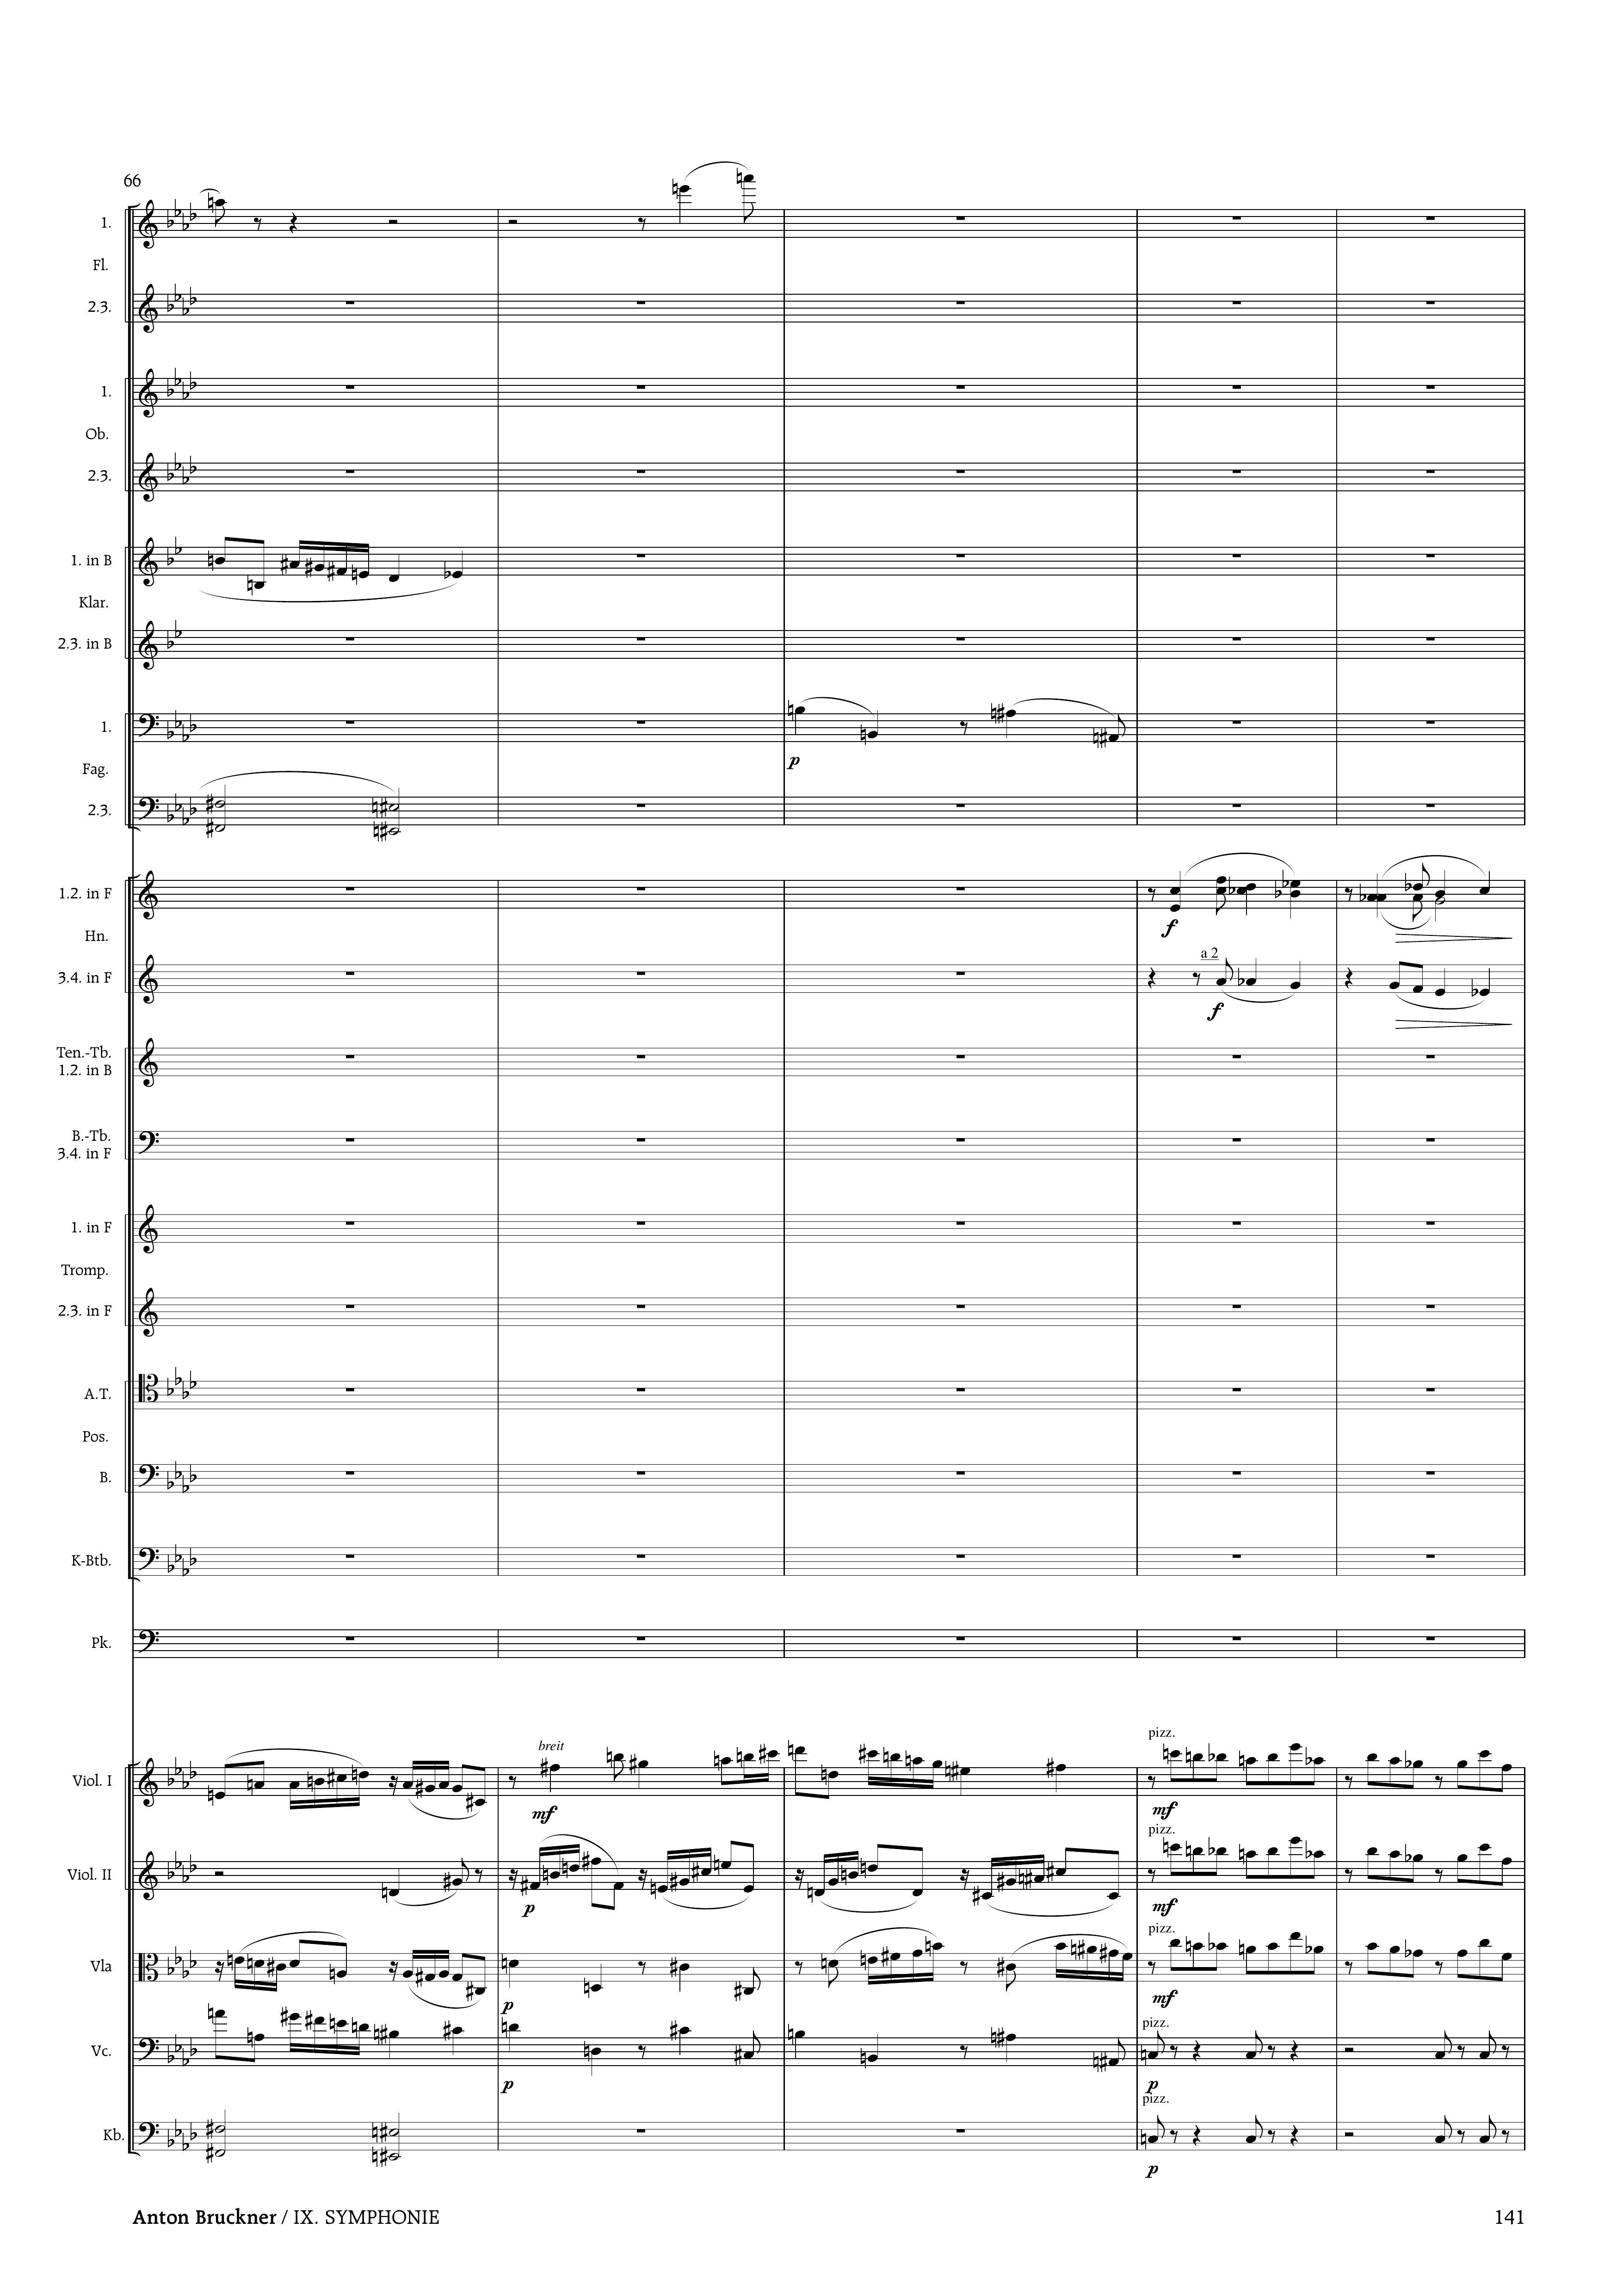 66
1.
Fl.
2.3.
1.
Ob.
2.3.
1. in B
Klar.
2.3. in B
1.
p
Fag.
2.3.
1.2. in F
f
Hn.
a 2
3.4. in F
f
Ten.-Tb.
1.2. in B
B.-Tb.
3.4. in F
1. in F
Tromp.
2.3. in F
A.T.
Pos.
B.
K-Btb.
Pk.
breit pizz.
Viol. I
mf mf
pizz.
Viol. II
p mf
pizz.
Vla
p mf
pizz.
Vc.
p p
pizz.
Kb.
p
Anton Bruckner / IX. SYMPHONIE 141